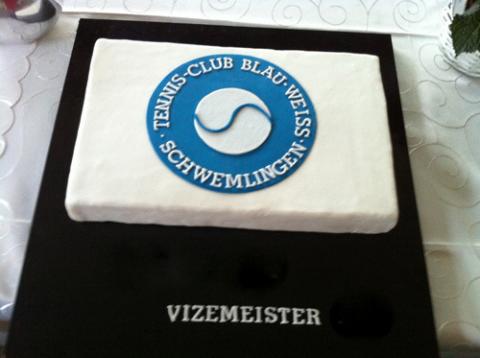 · TENNIS-CLUB BLAU·WEISS ·
SCHWEMLINGEN
VIZEMEISTER